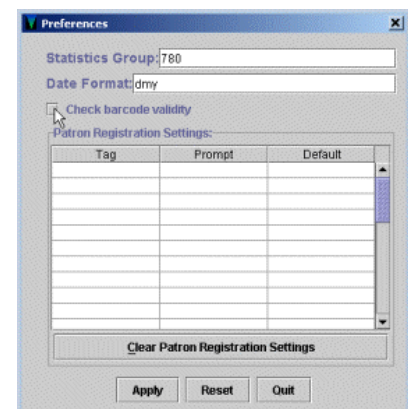 Preferences
Statistics Group: 780
Date Format: dmy
Check barcode validity
Patron Registration Settings:
Tag Prompt Default
Clear Patron Registration Settings
Apply Reset Quit